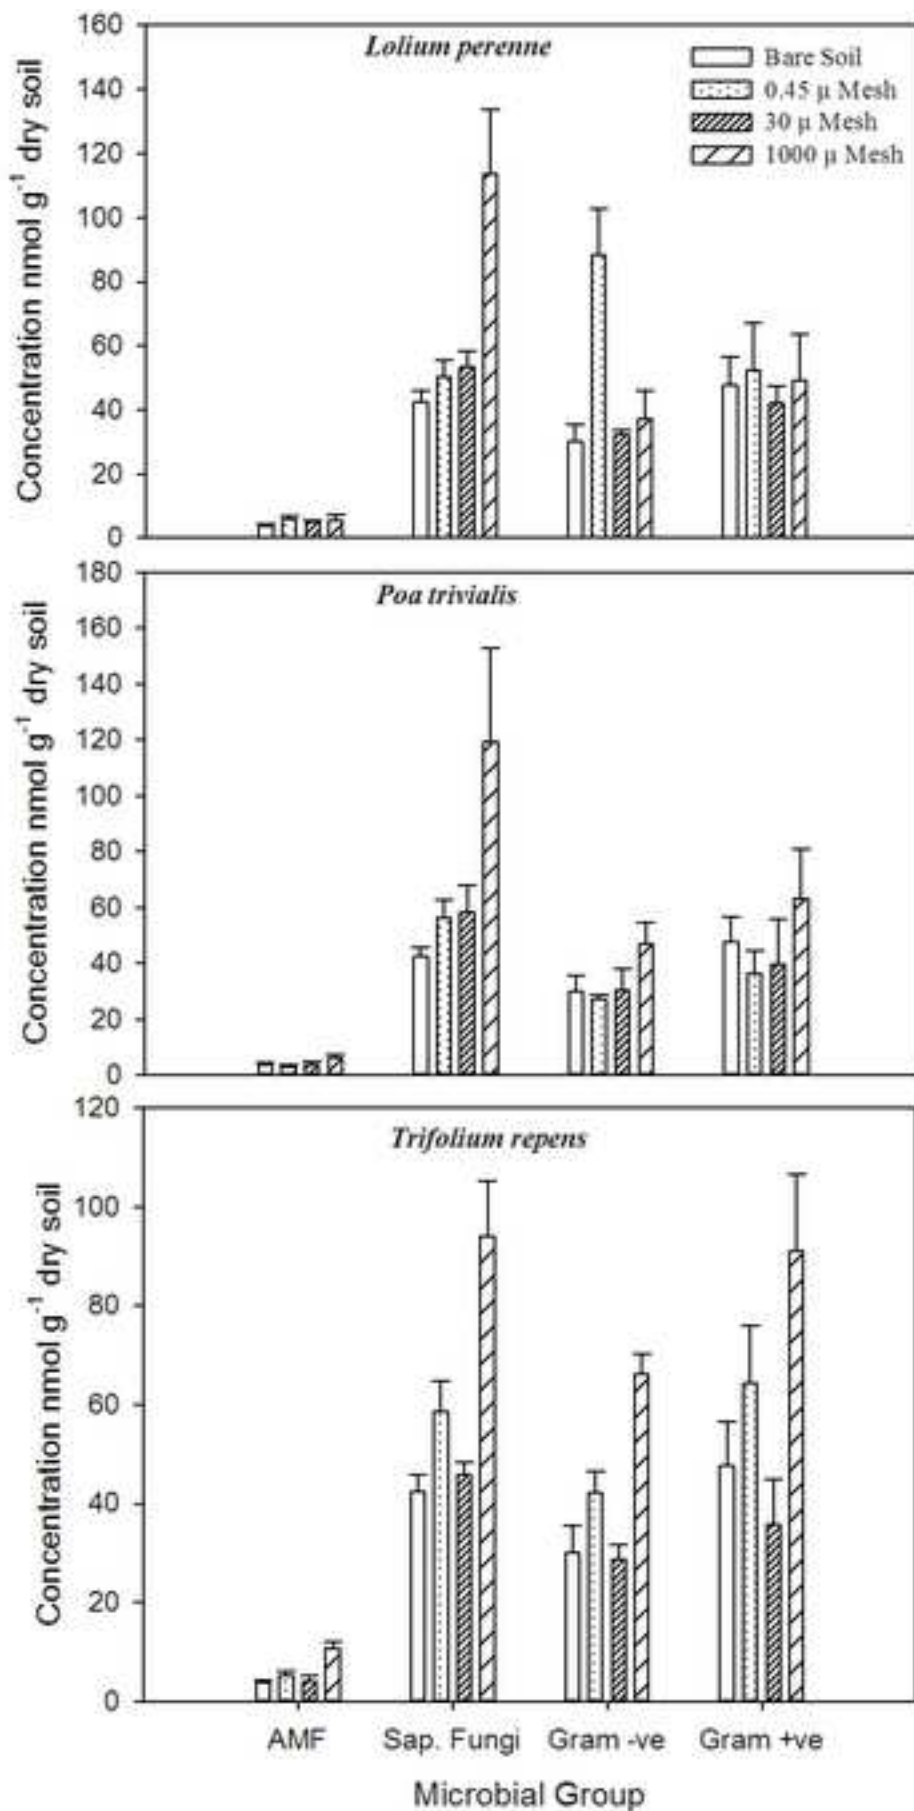 Lolium perenne
Bare Soil
0.45 µ Mesh
30 µ Mesh
1000 µ Mesh
Concentration nmol g⁻¹ dry soil
160
140
120
100
80
60
40
20
0
Poa trivialis
Concentration nmol g⁻¹ dry soil
180
160
140
120
100
80
60
40
20
0
Trifolium repens
Concentration nmol g⁻¹ dry soil
120
100
80
60
40
20
0
AMF Sap. Fungi Gram -ve Gram +ve
Microbial Group